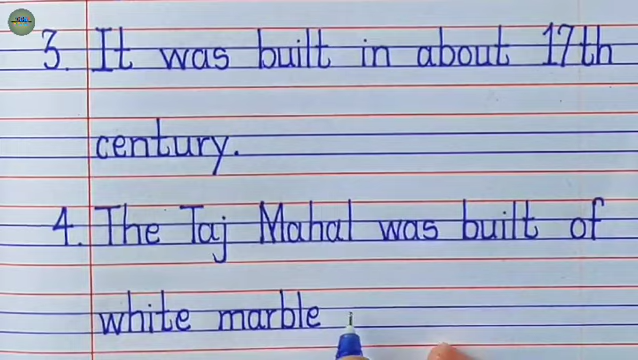 3. It was built in about 17th
century.
4. The Taj Mahal was built of
white marble